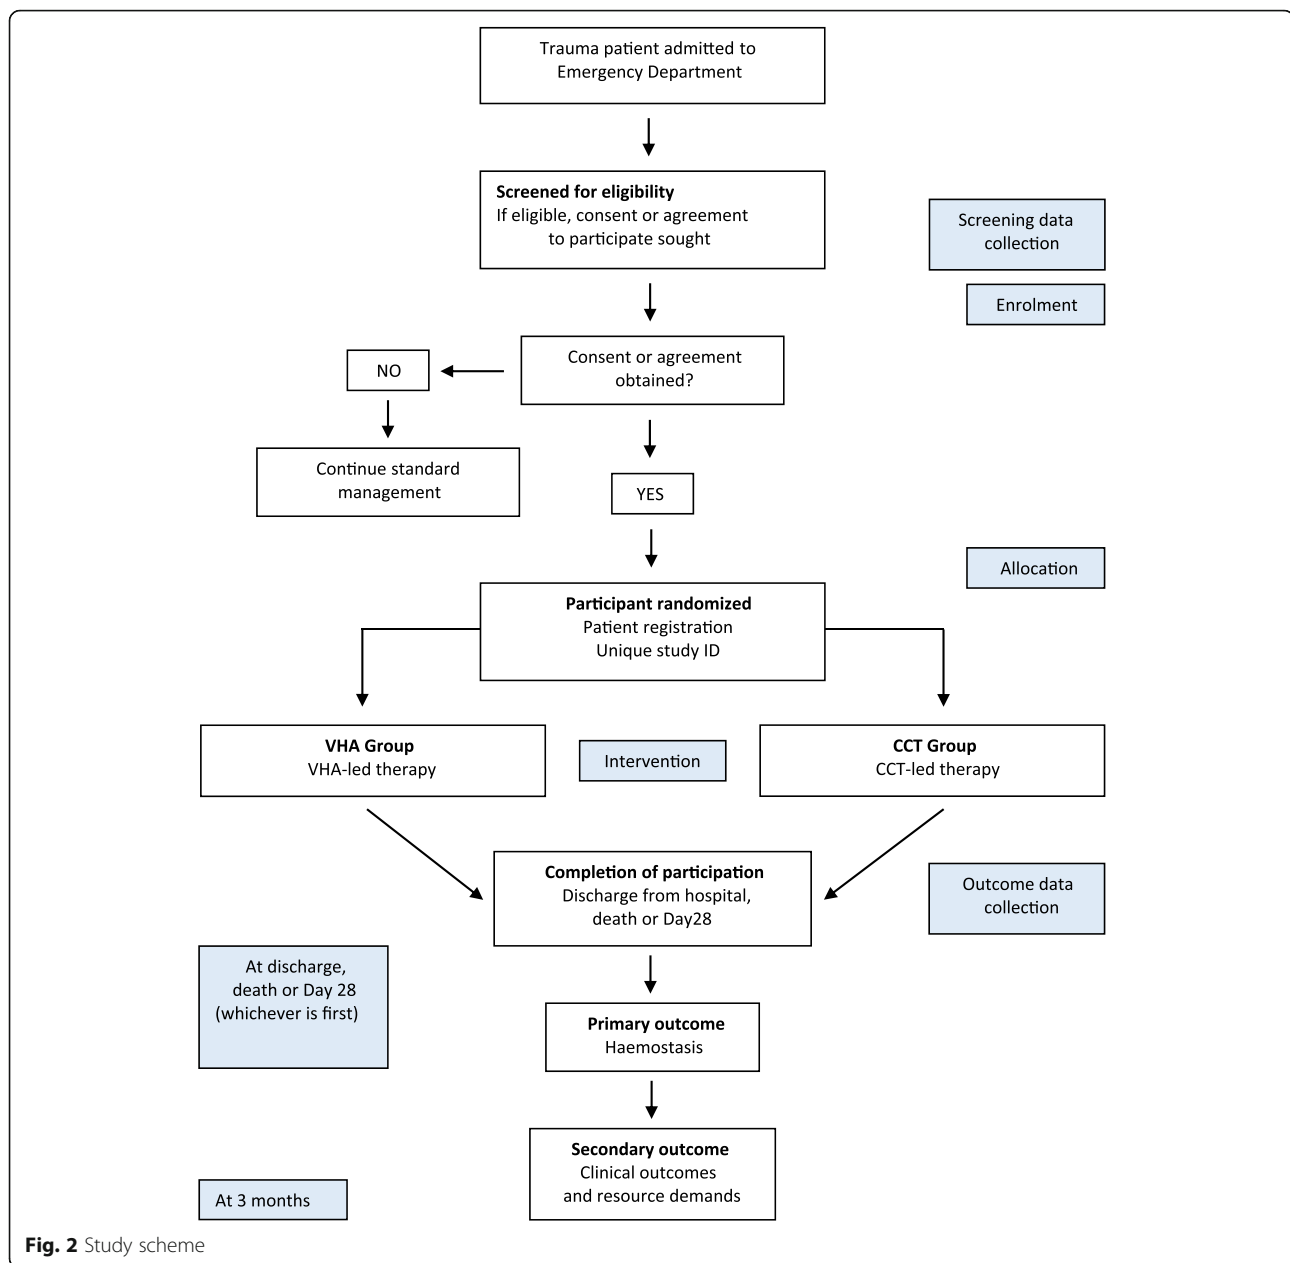 Trauma patient admitted to
Emergency Department
Screened for eligibility
If eligible, consent or agreement
to participate sought
Screening data
collection
Enrolment
Consent or agreement
obtained?
NO
Continue standard
management
YES
Allocation
Participant randomized
Patient registration
Unique study ID
VHA Group
VHA-led therapy
Intervention
CCT Group
CCT-led therapy
Completion of participation
Discharge from hospital,
death or Day28
Outcome data
collection
At discharge,
death or Day 28
(whichever is first)
Primary outcome
Haemostasis
Secondary outcome
Clinical outcomes
and resource demands
At 3 months
Fig. 2 Study scheme